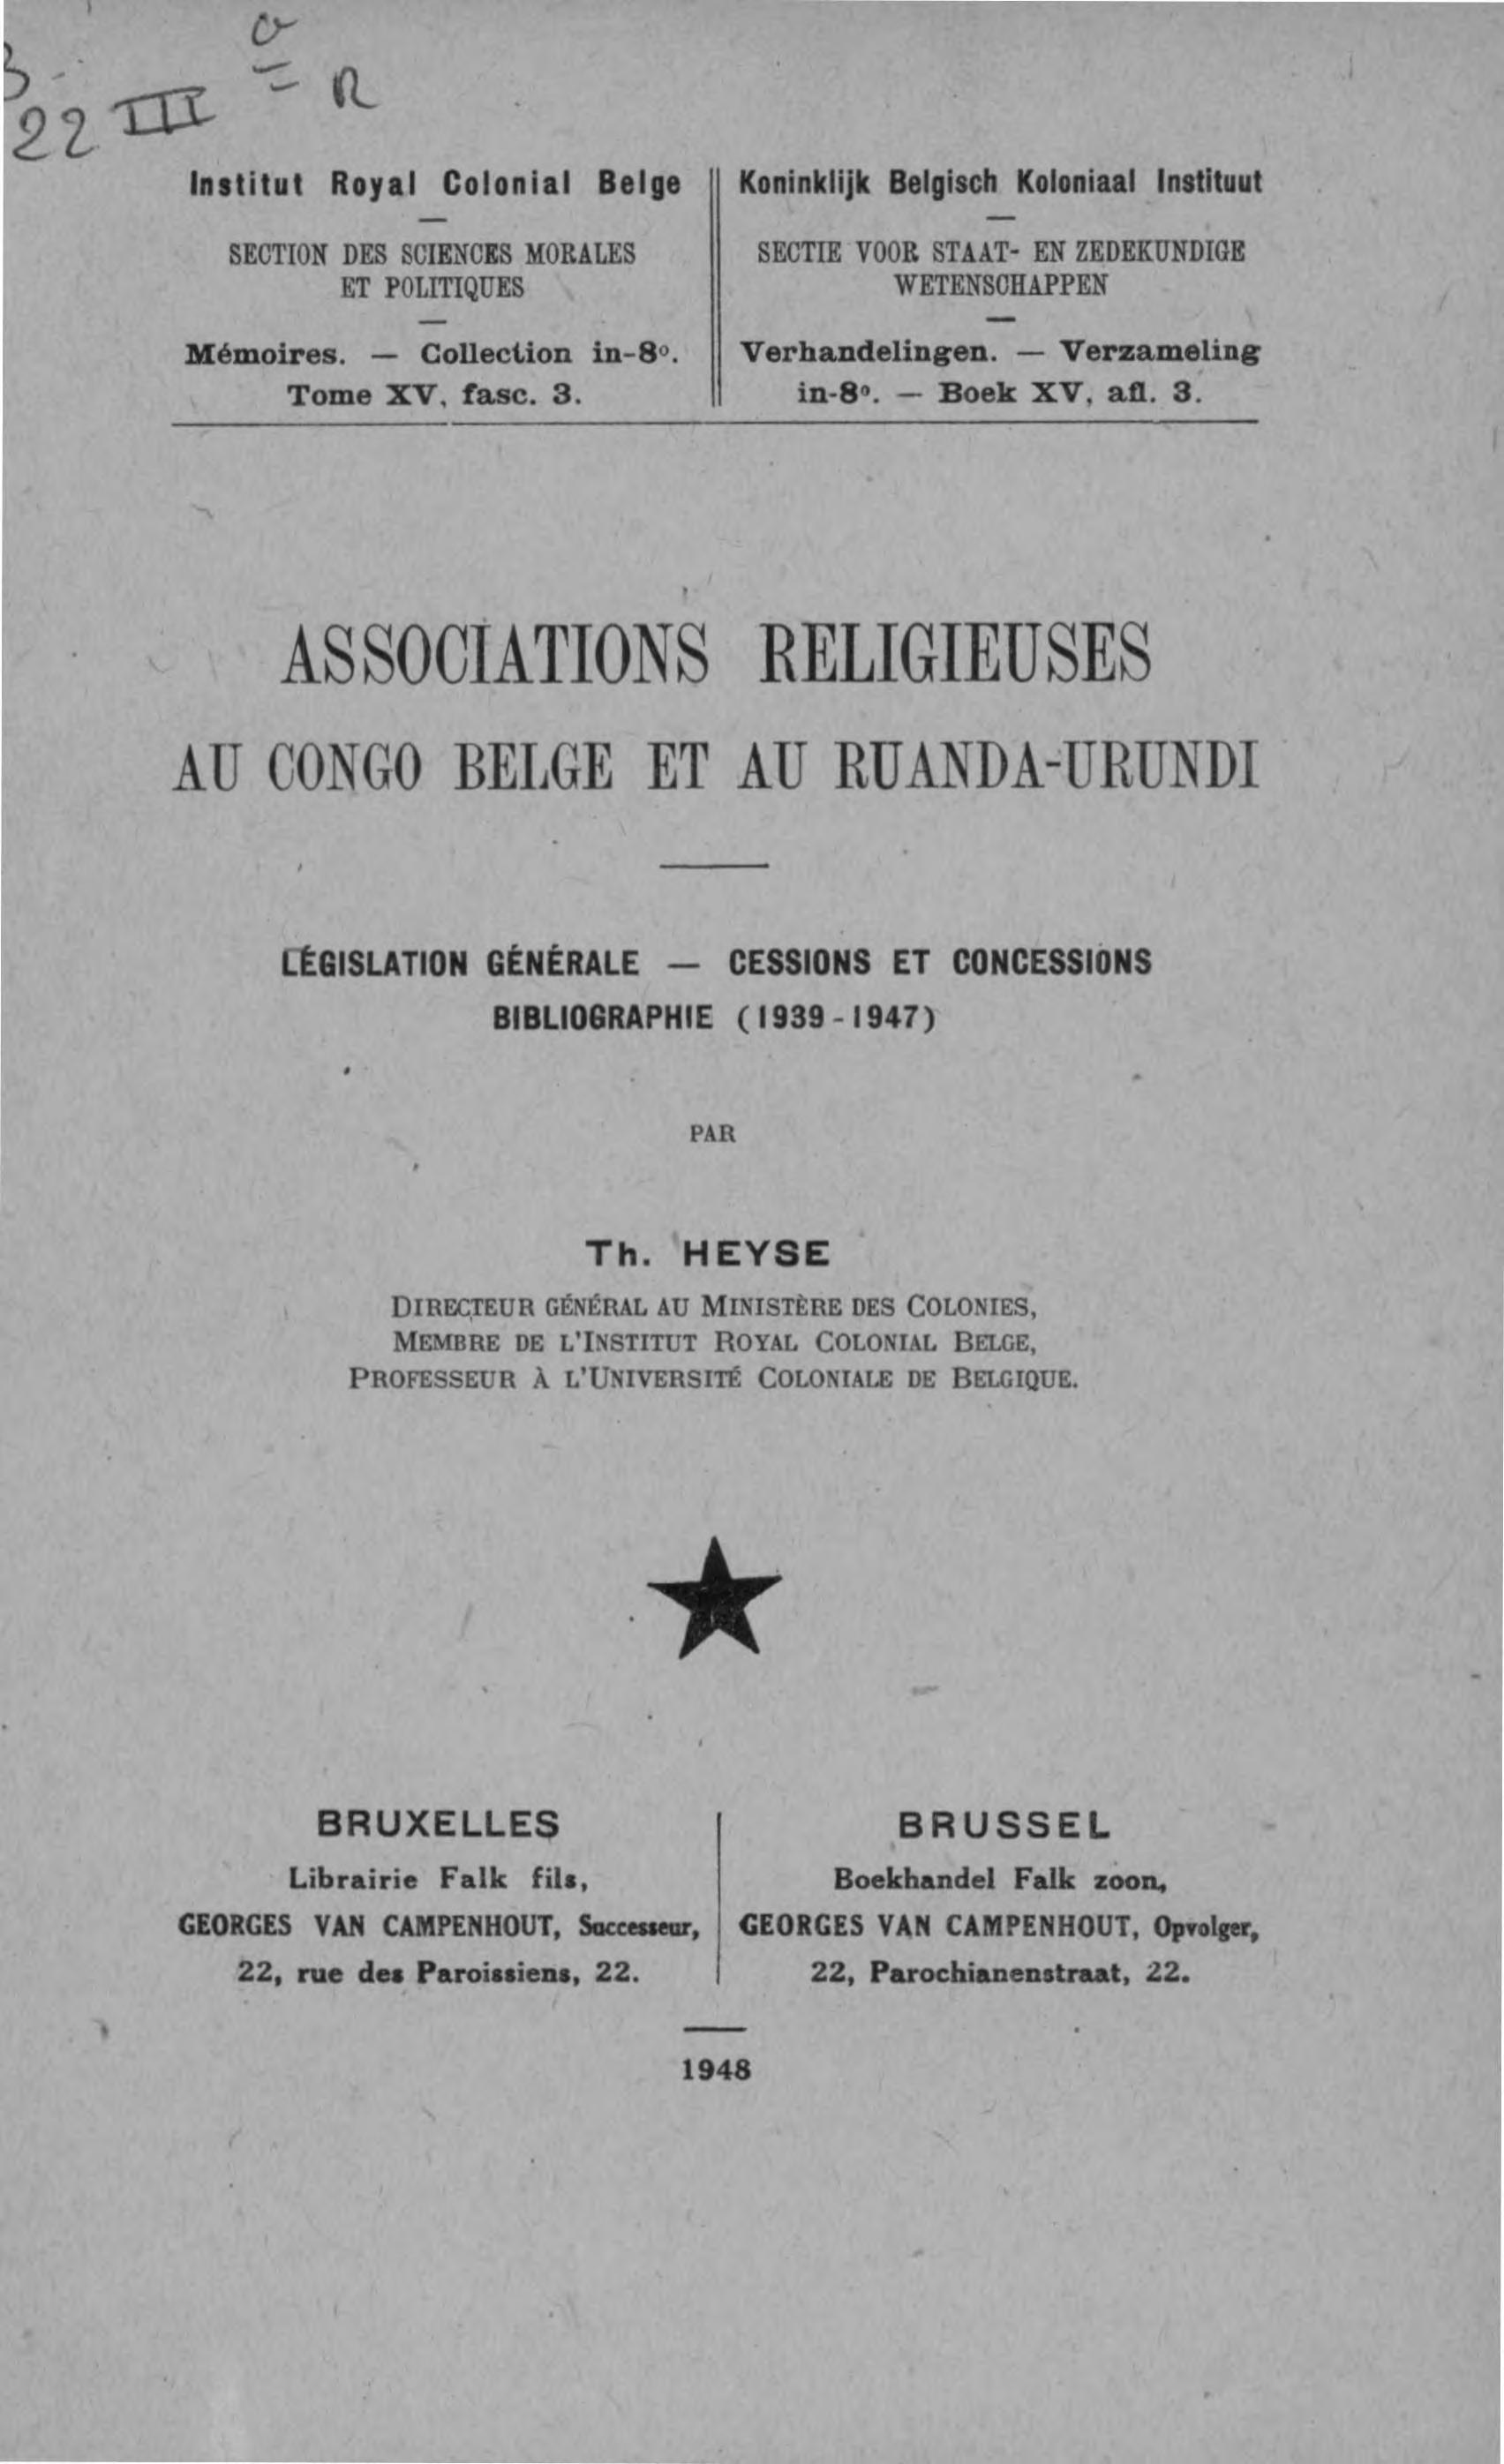 22 III R
Institut Royal Colonial Belge
SECTION DES SCIENCES MORALES
ET POLITIQUES
Mémoires. — Collection in-8º.
Tome XV, fasc. 3.
Koninklijk Belgisch Koloniaal Instituut
SECTIE VOOR STAAT- EN ZEDEKUNDIGE
WETENSCHAPPEN
Verhandelingen. — Verzameling
in-8º. — Boek XV, afl. 3.
ASSOCIATIONS RELIGIEUSES
AU CONGO BELGE ET AU RUANDA-URUNDI
LÉGISLATION GÉNÉRALE — CESSIONS ET CONCESSIONS
BIBLIOGRAPHIE (1939-1947)
PAR
Th. HEYSE
DIRECTEUR GÉNÉRAL AU MINISTÈRE DES COLONIES,
MEMBRE DE L'INSTITUT ROYAL COLONIAL BELGE,
PROFESSEUR À L'UNIVERSITÉ COLONIALE DE BELGIQUE.
BRUXELLES
Librairie Falk fils,
GEORGES VAN CAMPENHOUT, Successeur,
22, rue des Paroissiens, 22.
BRUSSEL
Boekhandel Falk zoon,
GEORGES VAN CAMPENHOUT, Opvolger,
22, Parochianenstraat, 22.
1948